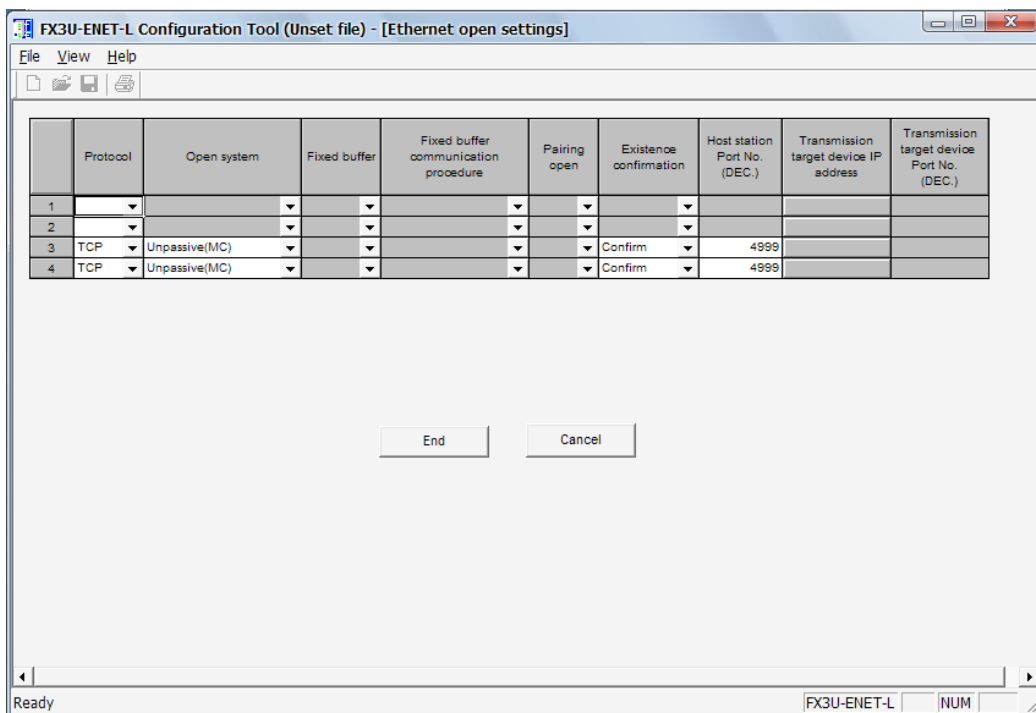 FX3U-ENET-L Configuration Tool (Unset file) - [Ethernet open settings]
File View Help
Protocol Open system Fixed buffer Fixed buffer communication procedure Pairing open Existence confirmation Host station Port No. (DEC.) Transmission target device IP address Transmission target device Port No. (DEC.)
1
2
3 TCP Unpassive(MC) Confirm 4999
4 TCP Unpassive(MC) Confirm 4999
End Cancel
Ready FX3U-ENET-L NUM